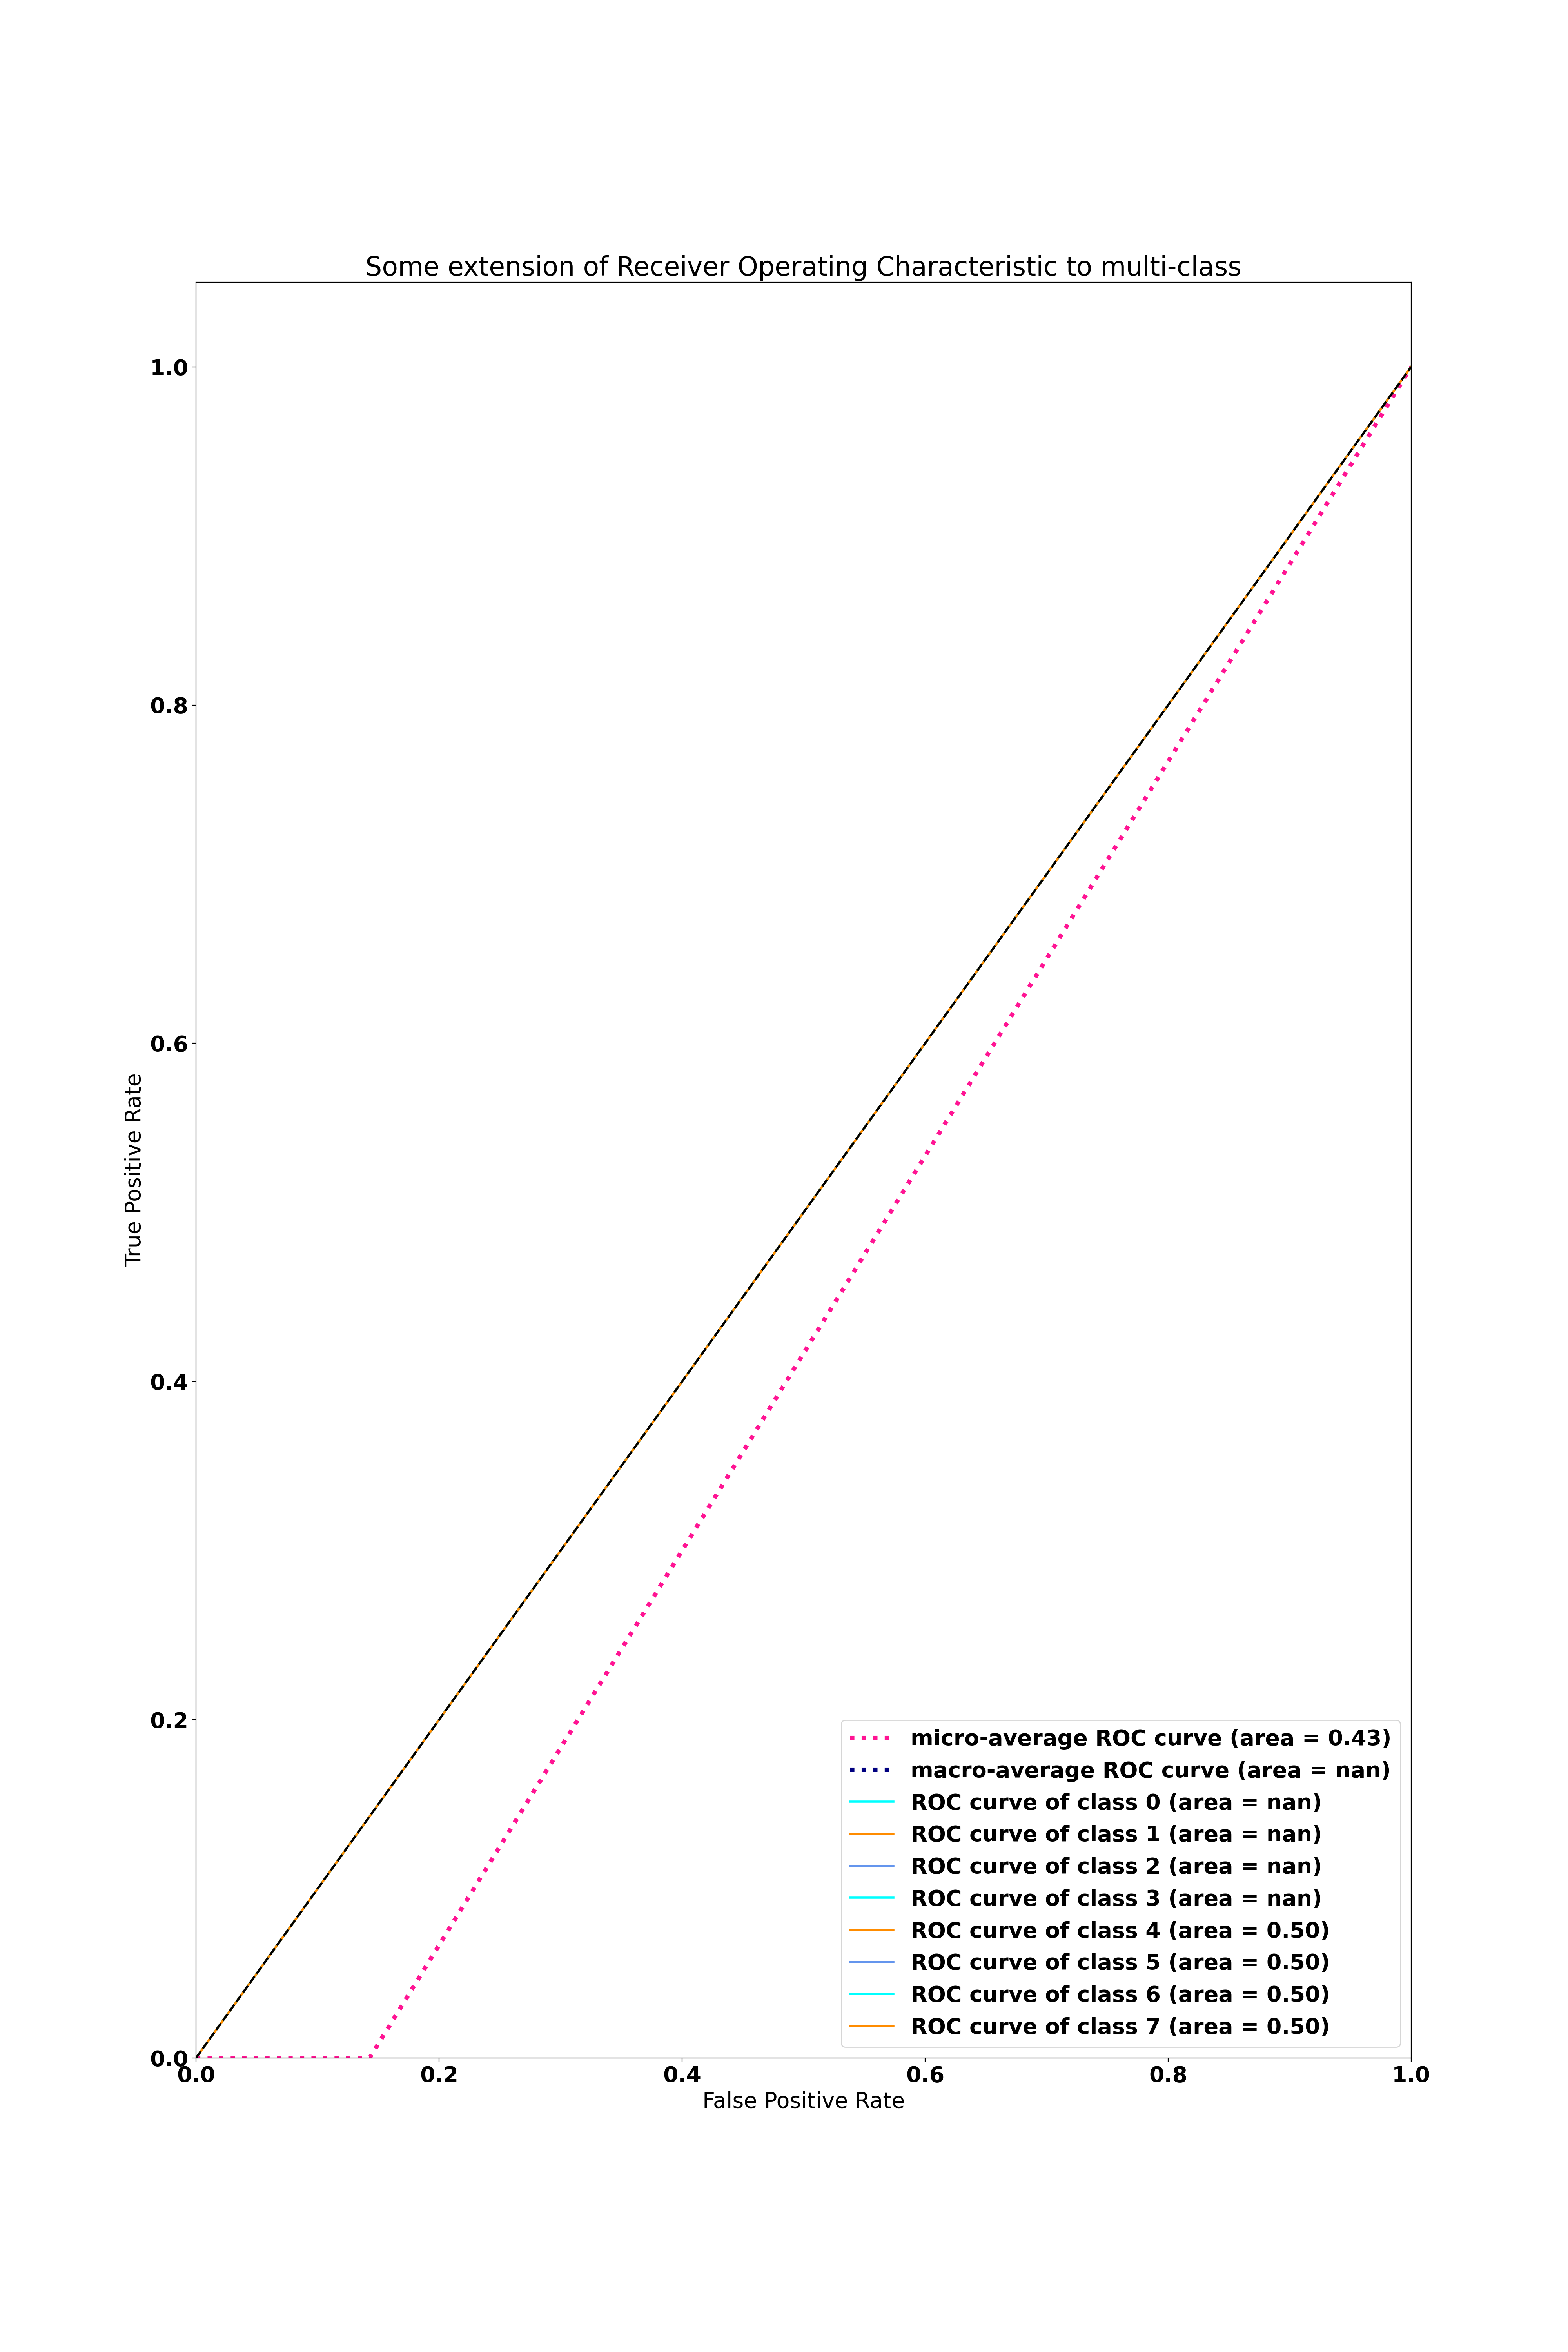 Some extension of Receiver Operating Characteristic to multi-class
1.0
0.8
0.6
0.4
0.2
0.0
True Positive Rate
micro-average ROC curve (area = 0.43)
macro-average ROC curve (area = nan)
ROC curve of class 0 (area = nan)
ROC curve of class 1 (area = nan)
ROC curve of class 2 (area = nan)
ROC curve of class 3 (area = nan)
ROC curve of class 4 (area = 0.50)
ROC curve of class 5 (area = 0.50)
ROC curve of class 6 (area = 0.50)
ROC curve of class 7 (area = 0.50)
0.0 0.2 0.4 0.6 0.8 1.0
False Positive Rate